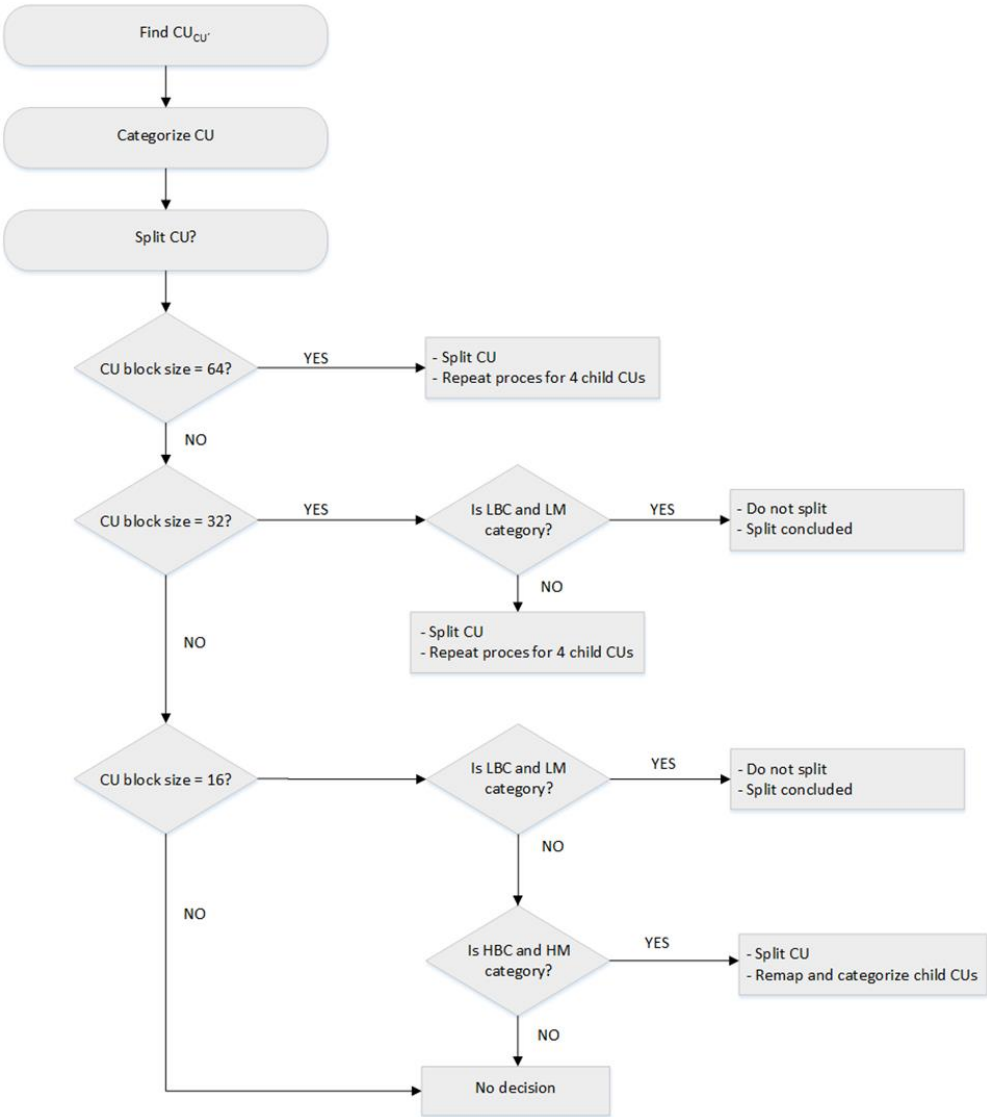 Find CU_CU'
Categorize CU
Split CU?
CU block size = 64?
YES
- Split CU
- Repeat proces for 4 child CUs
NO
CU block size = 32?
YES
Is LBC and LM
category?
YES
- Do not split
- Split concluded
NO
- Split CU
- Repeat proces for 4 child CUs
NO
CU block size = 16?
Is LBC and LM
category?
YES
- Do not split
- Split concluded
NO
NO
Is HBC and HM
category?
YES
- Split CU
- Remap and categorize child CUs
NO
No decision